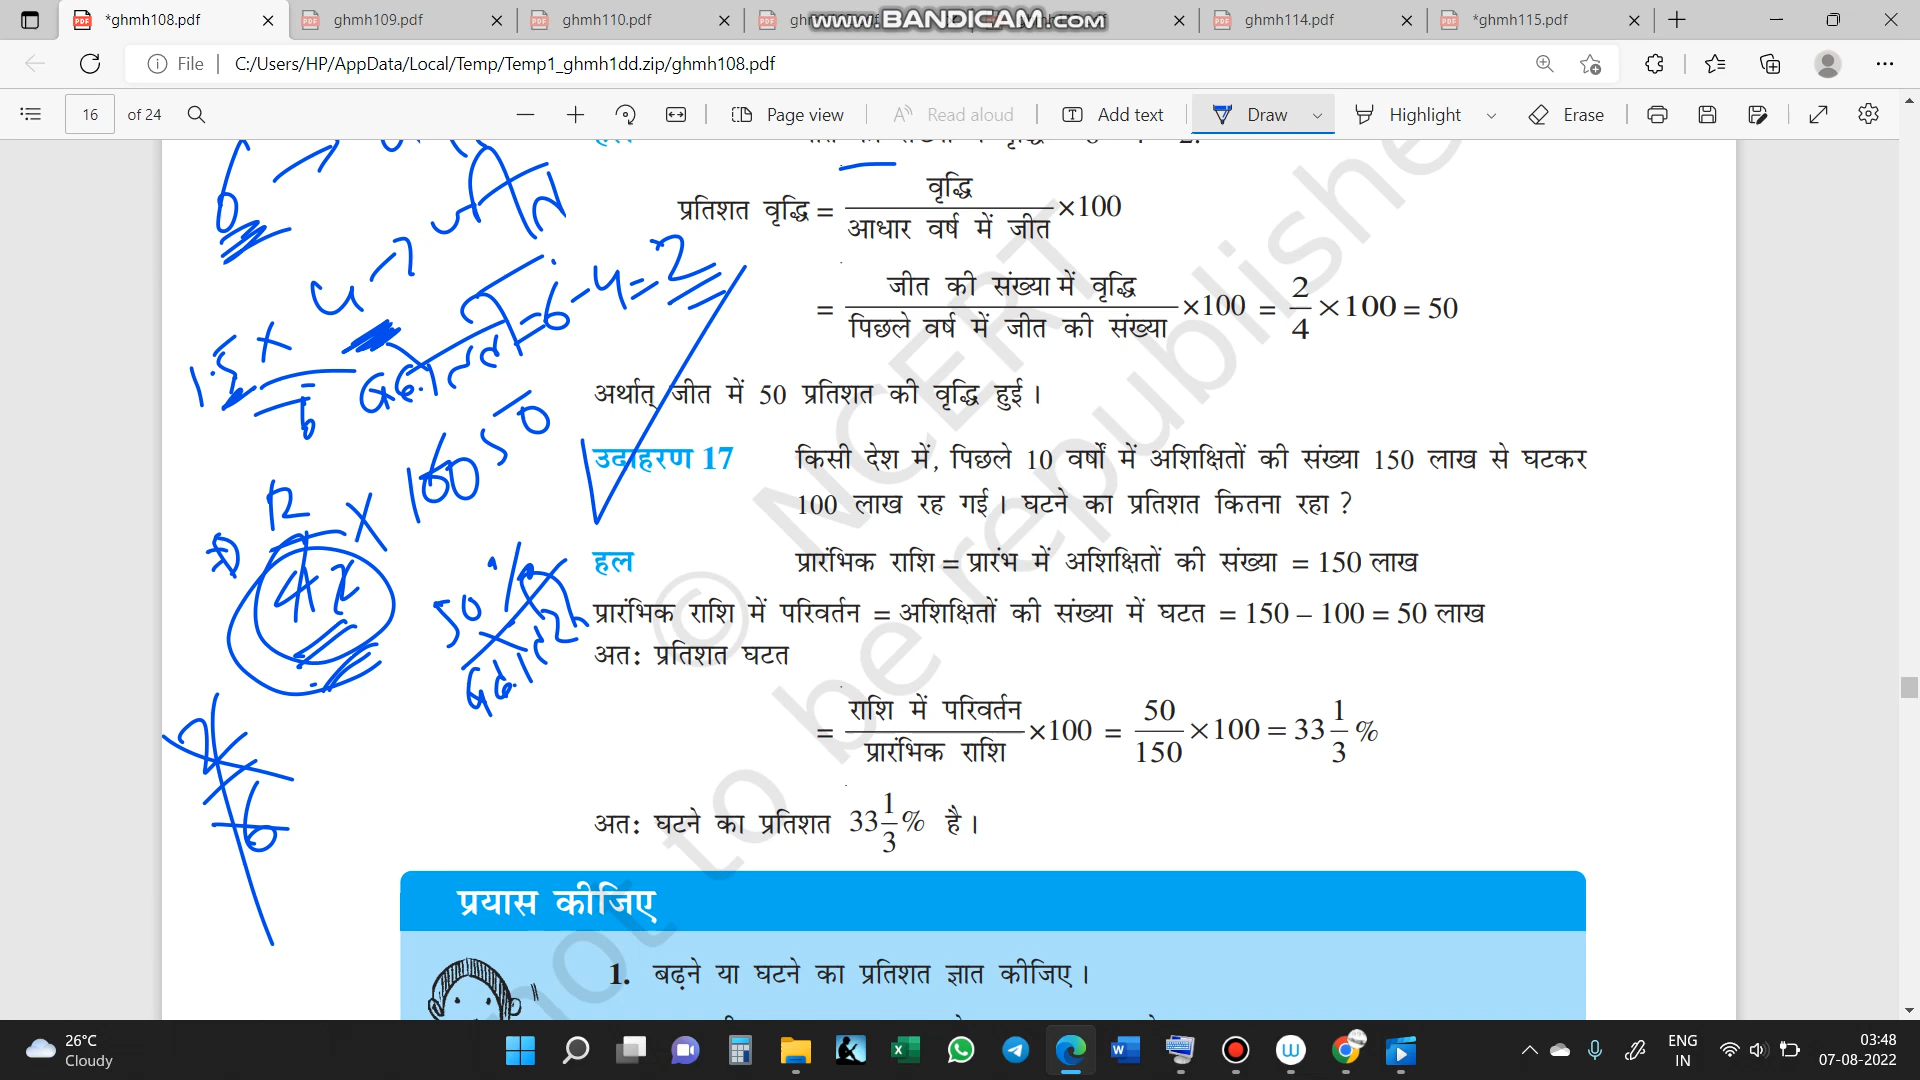 *ghmh108.pdf
ghmh109.pdf
ghmh110.pdf
www.BANDICAM.com
ghmh114.pdf
*ghmh115.pdf
File
C:/Users/HP/AppData/Local/Temp/Temp1_ghmh1dd.zip/ghmh108.pdf
16 of 24
Page view
Read aloud
Add text
Draw
Highlight
Erase
प्रतिशत वृद्धि = वृद्धि / आधार वर्ष में जीत ×100
= जीत की संख्या में वृद्धि / पिछले वर्ष में जीत की संख्या ×100 = 2/4 ×100 = 50
अर्थात् जीत में 50 प्रतिशत की वृद्धि हुई।
6-4=2
50 %
उदाहरण 17 किसी देश में, पिछले 10 वर्षों में अशिक्षितों की संख्या 150 लाख से घटकर
100 लाख रह गई। घटने का प्रतिशत कितना रहा ?
हल प्रारंभिक राशि = प्रारंभ में अशिक्षितों की संख्या = 150 लाख
प्रारंभिक राशि में परिवर्तन = अशिक्षितों की संख्या में घटत = 150 – 100 = 50 लाख
अत: प्रतिशत घटत
= राशि में परिवर्तन / प्रारंभिक राशि ×100 = 50/150 ×100 = 33 1/3 %
अत: घटने का प्रतिशत 33 1/3 % है।
© NCERT
not to be republishe
प्रयास कीजिए
1. बढ़ने या घटने का प्रतिशत ज्ञात कीजिए।
26°C
Cloudy
ENG
IN
03:48
07-08-2022